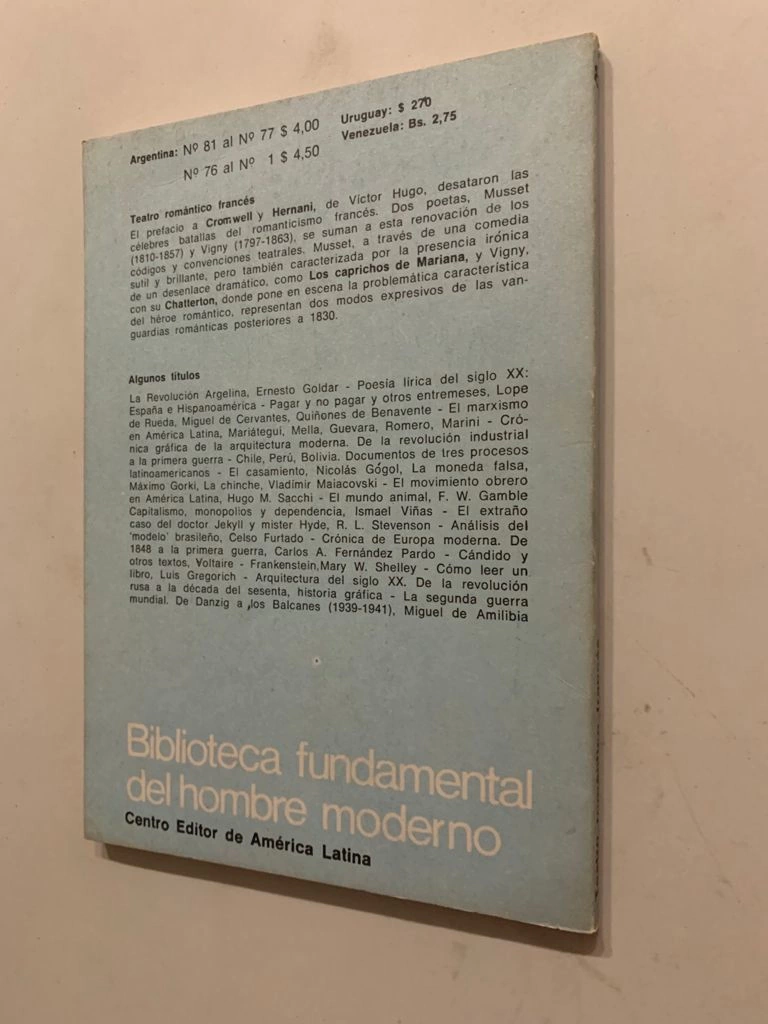 Argentina: Nº 81 al Nº 77 $ 4,00
Nº 76 al Nº 1 $ 4,50
Uruguay: $ 270
Venezuela: Bs. 2,75
Teatro romántico francés
El prefacio a Cromwell y Hernani, de Víctor Hugo, desataron las
célebres batallas del romanticismo francés. Dos poetas, Musset
(1810-1857) y Vigny (1797-1863), se suman a esta renovación de los
códigos y convenciones teatrales. Musset, a través de una comedia
sutil y brillante, pero también caracterizada por la presencia irónica
de un desenlace dramático, como Los caprichos de Mariana, y Vigny,
con su Chatterton, donde pone en escena la problemática característica
del héroe romántico, representan dos modos expresivos de las van-
guardias románticas posteriores a 1830.
Algunos títulos
La Revolución Argelina, Ernesto Goldar - Poesía lírica del siglo XX:
España e Hispanoamérica - Pagar y no pagar y otros entremeses, Lope
de Rueda, Miguel de Cervantes, Quiñones de Benavente - El marxismo
en América Latina, Mariátegui, Mella, Guevara, Romero, Marini - Cró-
nica gráfica de la arquitectura moderna. De la revolución industrial
a la primera guerra - Chile, Perú, Bolivia. Documentos de tres procesos
latinoamericanos - El casamiento, Nicolás Gógol, La moneda falsa,
Máximo Gorki, La chinche, Vladímir Maiacovski - El movimiento obrero
en América Latina, Hugo M. Sacchi - El mundo animal, F. W. Gamble
Capitalismo, monopolios y dependencia, Ismael Viñas - El extraño
caso del doctor Jekyll y mister Hyde, R. L. Stevenson - Análisis del
'modelo' brasileño, Celso Furtado - Crónica de Europa moderna. De
1848 a la primera guerra, Carlos A. Fernández Pardo - Cándido y
otros textos, Voltaire - Frankenstein, Mary W. Shelley - Cómo leer un
libro, Luis Gregorich - Arquitectura del siglo XX. De la revolución
rusa a la década del sesenta, historia gráfica - La segunda guerra
mundial. De Danzig a los Balcanes (1939-1941), Miguel de Amilibia
Biblioteca fundamental
del hombre moderno
Centro Editor de América Latina